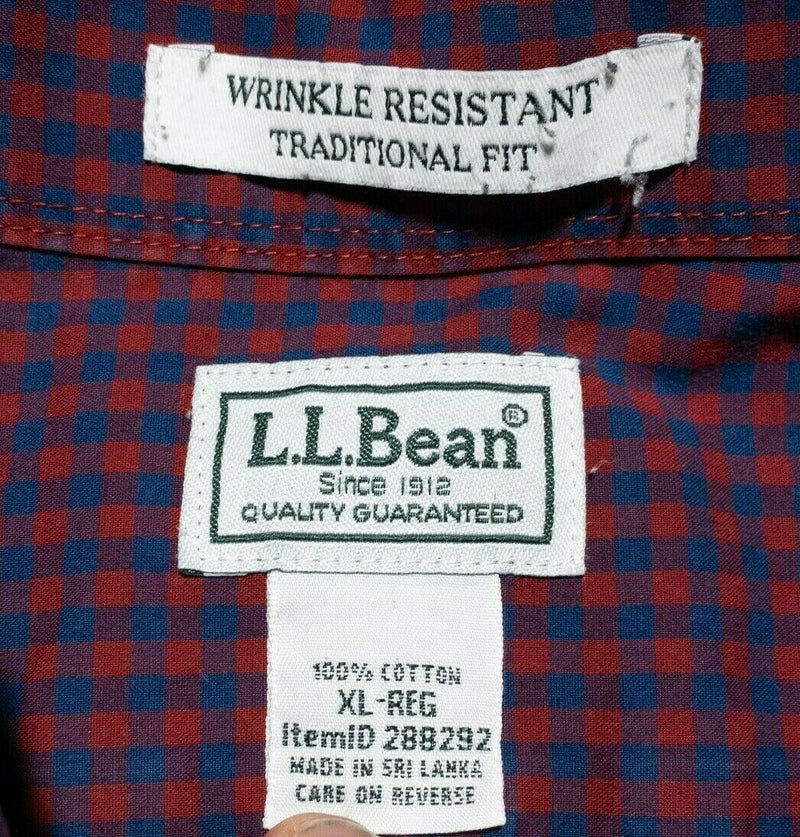 WRINKLE RESISTANT
TRADITIONAL FIT
L.L.Bean®
Since 1912
QUALITY GUARANTEED
100% COTTON
XL-REG
ItemID 288292
MADE IN SRI LANKA
CARE ON REVERSE